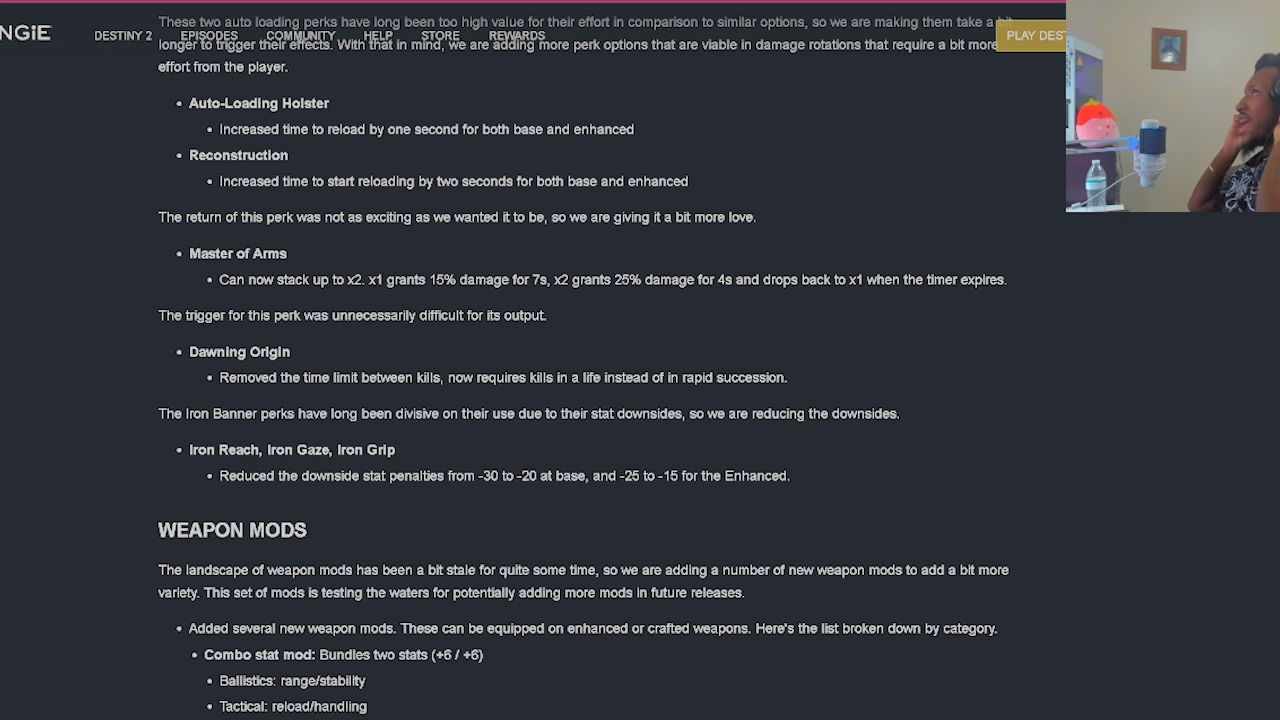 These two auto loading perks have long been too high value for their effort in comparison to similar options, so we are making them take a bit
NGiE DESTINY 2 EPISODES COMMUNITY HELP STORE REWARDS PLAY DEST
longer to trigger their effects. With that in mind, we are adding more perk options that are viable in damage rotations that require a bit more
effort from the player.
• Auto-Loading Holster
• Increased time to reload by one second for both base and enhanced
• Reconstruction
• Increased time to start reloading by two seconds for both base and enhanced
The return of this perk was not as exciting as we wanted it to be, so we are giving it a bit more love.
• Master of Arms
• Can now stack up to x2. x1 grants 15% damage for 7s, x2 grants 25% damage for 4s and drops back to x1 when the timer expires.
The trigger for this perk was unnecessarily difficult for its output.
• Dawning Origin
• Removed the time limit between kills, now requires kills in a life instead of in rapid succession.
The Iron Banner perks have long been divisive on their use due to their stat downsides, so we are reducing the downsides.
• Iron Reach, Iron Gaze, Iron Grip
• Reduced the downside stat penalties from -30 to -20 at base, and -25 to -15 for the Enhanced.
WEAPON MODS
The landscape of weapon mods has been a bit stale for quite some time, so we are adding a number of new weapon mods to add a bit more
variety. This set of mods is testing the waters for potentially adding more mods in future releases.
• Added several new weapon mods. These can be equipped on enhanced or crafted weapons. Here's the list broken down by category.
• Combo stat mod: Bundles two stats (+6 / +6)
• Ballistics: range/stability
• Tactical: reload/handling